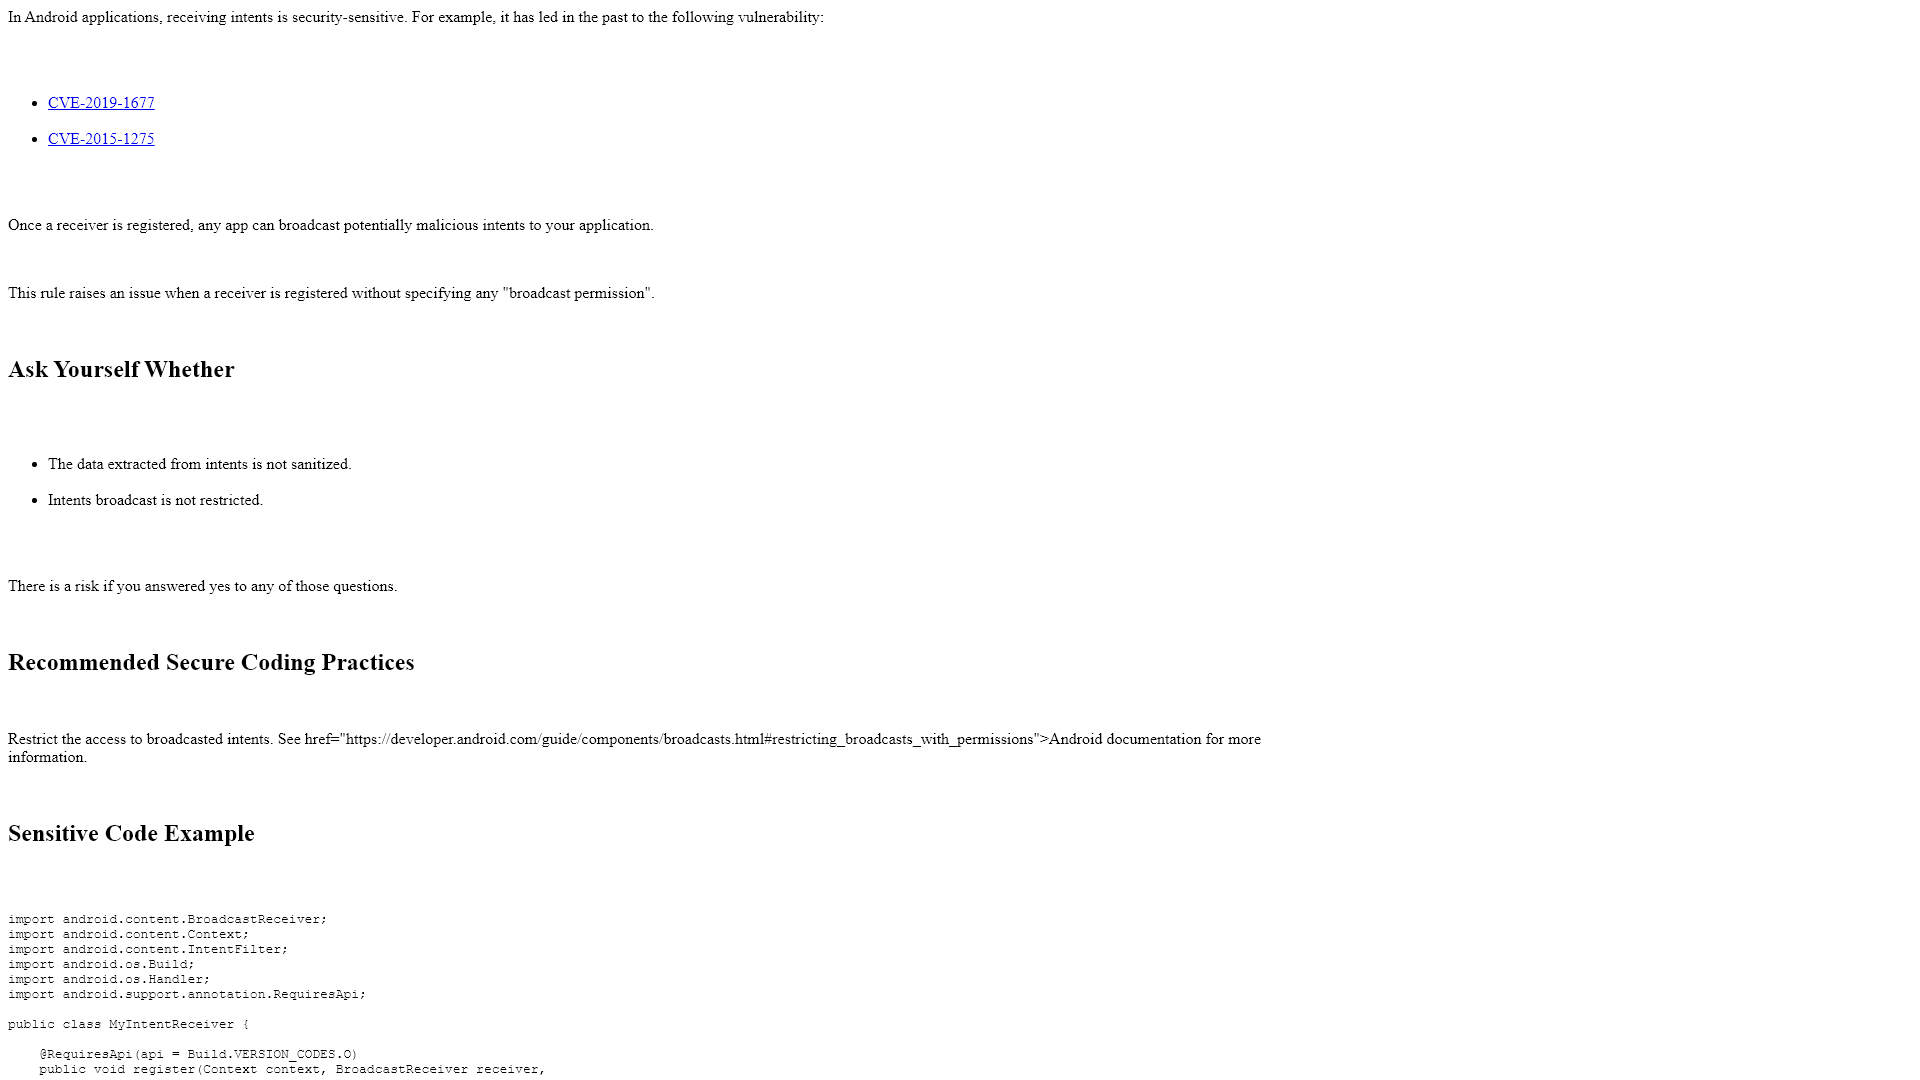 In Android applications, receiving intents is security-sensitive. For example, it has led in the past to the following vulnerability:
• CVE-2019-1677
• CVE-2015-1275
Once a receiver is registered, any app can broadcast potentially malicious intents to your application.
This rule raises an issue when a receiver is registered without specifying any "broadcast permission".
Ask Yourself Whether
• The data extracted from intents is not sanitized.
• Intents broadcast is not restricted.
There is a risk if you answered yes to any of those questions.
Recommended Secure Coding Practices
Restrict the access to broadcasted intents. See href="https://developer.android.com/guide/components/broadcasts.html#restricting_broadcasts_with_permissions">Android documentation for more
information.
Sensitive Code Example
import android.content.BroadcastReceiver;
import android.content.Context;
import android.content.IntentFilter;
import android.os.Build;
import android.os.Handler;
import android.support.annotation.RequiresApi;
public class MyIntentReceiver {
    @RequiresApi(api = Build.VERSION_CODES.O)
    public void register(Context context, BroadcastReceiver receiver,